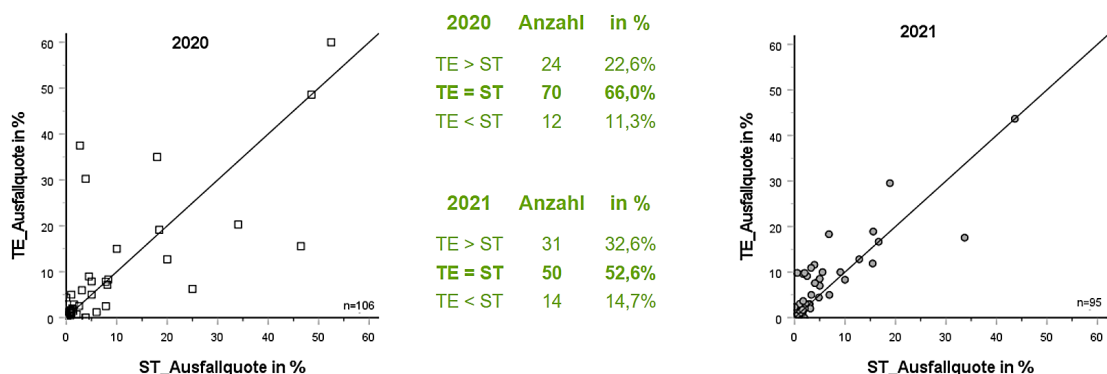 2020
TE_Ausfallquote in %
60
50
40
30
20
10
0
n=106
0 10 20 30 40 50 60
ST_Ausfallquote in %
2020 Anzahl in %
TE > ST 24 22,6%
TE = ST 70 66,0%
TE < ST 12 11,3%
2021 Anzahl in %
TE > ST 31 32,6%
TE = ST 50 52,6%
TE < ST 14 14,7%
2021
TE_Ausfallquote in %
60
50
40
30
20
10
0
n=95
0 10 20 30 40 50 60
ST_Ausfallquote in %